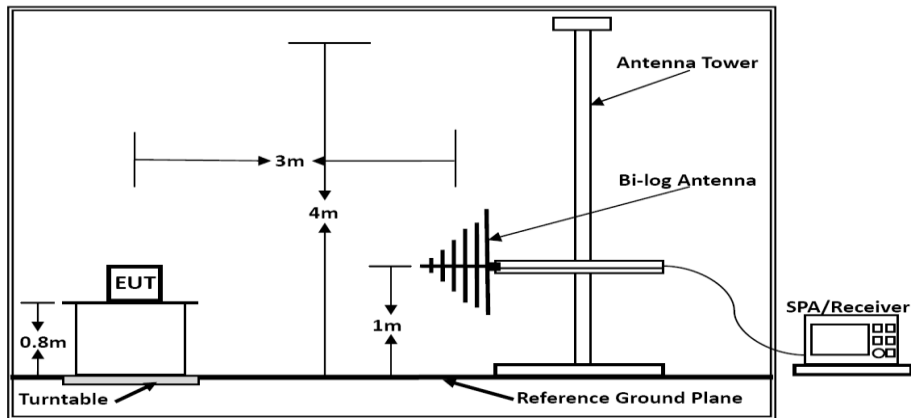 Antenna Tower
3m
Bi-log Antenna
4m
EUT
SPA/Receiver
0.8m
1m
Turntable
Reference Ground Plane